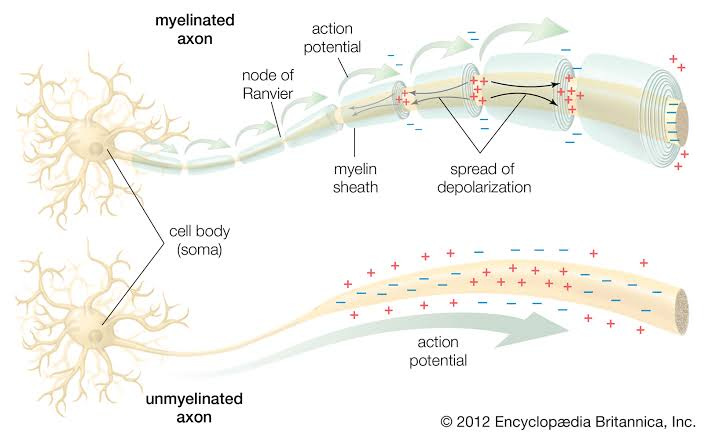 myelinated
axon
action
potential
node of
Ranvier
myelin
sheath
spread of
depolarization
cell body
(soma)
action
potential
unmyelinated
axon
© 2012 Encyclopædia Britannica, Inc.